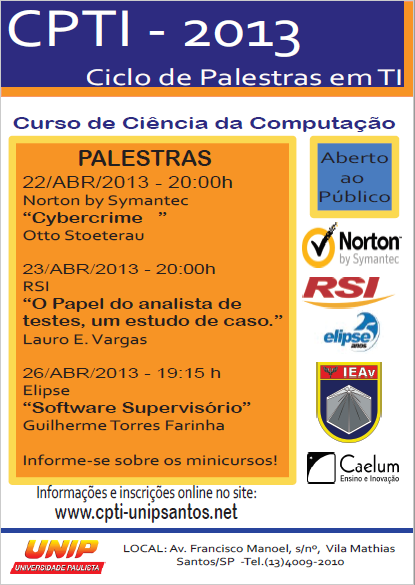 CPTI - 2013
Ciclo de Palestras em TI
Curso de Ciência da Computação
PALESTRAS
22/ABR/2013 - 20:00h
Norton by Symantec
“Cybercrime ”
Otto Stoeterau
23/ABR/2013 - 20:00h
RSI
“O Papel do analista de
testes, um estudo de caso.”
Lauro E. Vargas
26/ABR/2013 - 19:15 h
Elipse
“Software Supervisório”
Guilherme Torres Farinha
Informe-se sobre os minicursos!
Aberto
ao
Público
Norton
by Symantec
RSI
elipse
anos
IEAv
Caelum
Ensino e Inovação
Informações e inscrições online no site:
www.cpti-unipsantos.net
UNIP
UNIVERSIDADE PAULISTA
LOCAL: Av. Francisco Manoel, s/nº, Vila Mathias
Santos/SP -Tel.(13)4009-2010